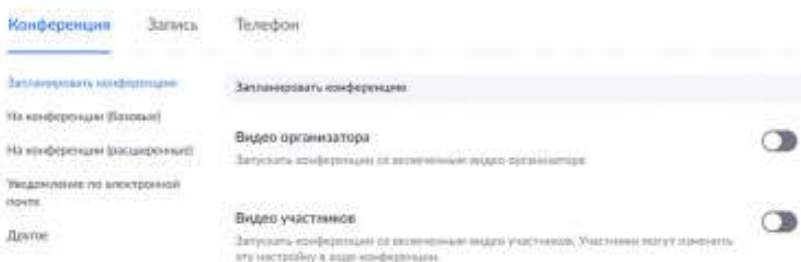 Конференция Запись Телефон
Запланировать конференцию
Запланировать конференцию
На конференции (базовые)
Видео организатора
На конференции (расширенные)
Запускать конференции со включенным видео организатора
Уведомление по электронной
почте
Видео участников
Другое
Запускать конференции со включенным видео участников. Участники могут изменить
эту настройку в ходе конференции.